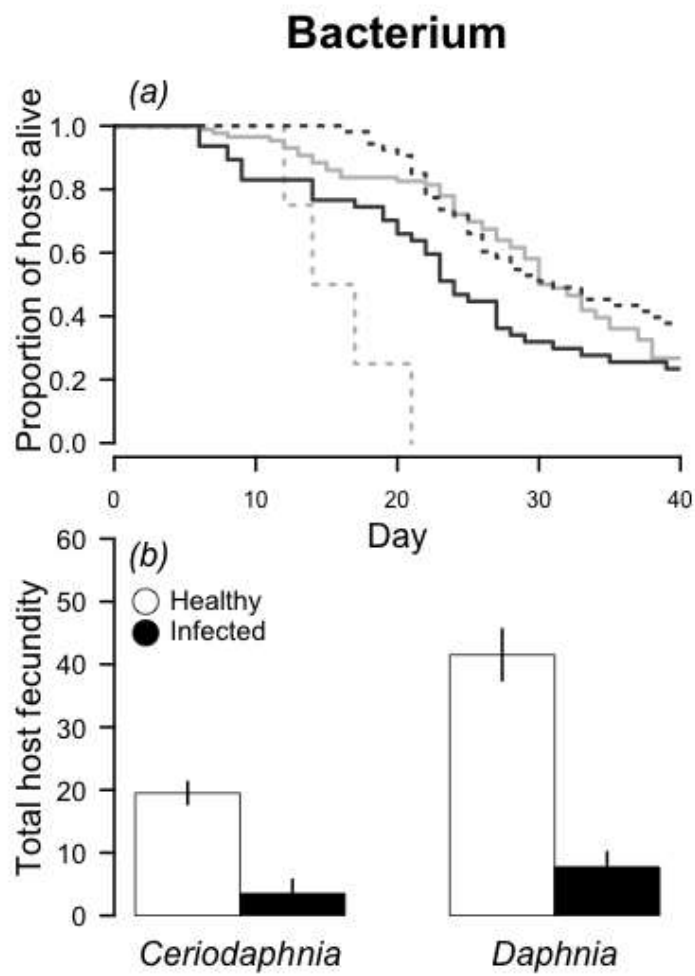 Bacterium
(a)
Proportion of hosts alive
1.0
0.8
0.6
0.4
0.2
0.0
0 10 20 30 40
Day
(b)
Total host fecundity
60
50
40
30
20
10
0
Healthy
Infected
Ceriodaphnia Daphnia